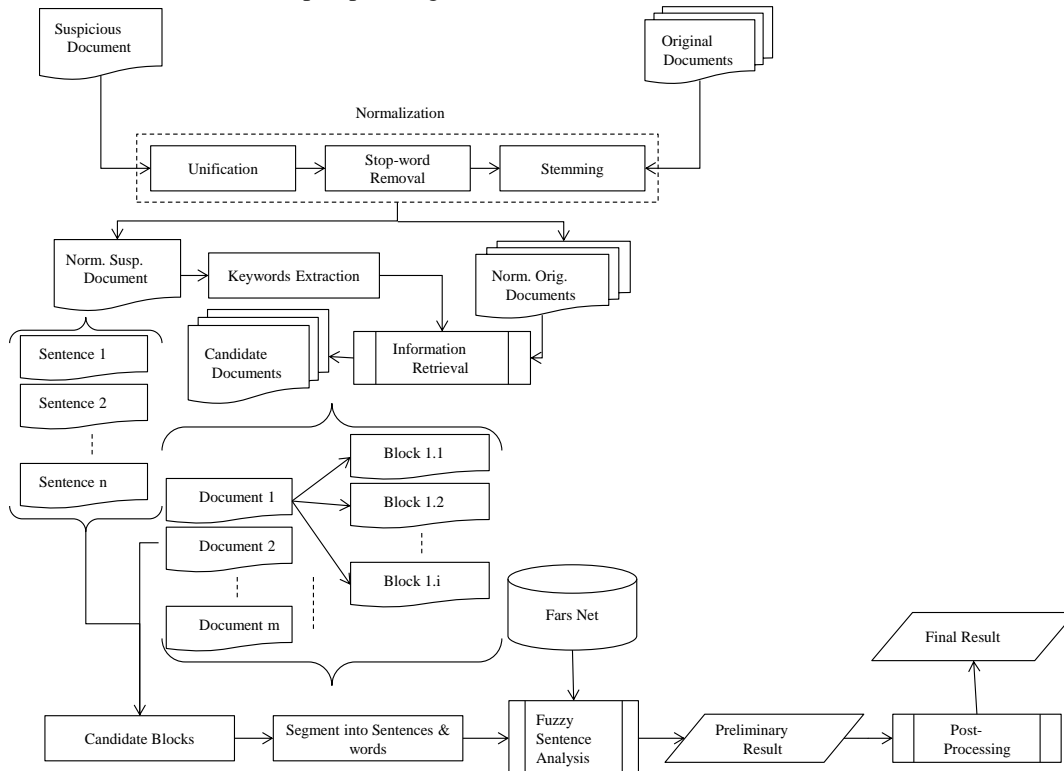 Suspicious
Document
Original
Documents
Normalization
Unification
Stop-word
Removal
Stemming
Norm. Susp.
Document
Keywords Extraction
Norm. Orig.
Documents
Candidate
Documents
Information
Retrieval
Sentence 1
Sentence 2
Sentence n
Document 1
Document 2
Document m
Block 1.1
Block 1.2
Block 1.i
Fars Net
Final Result
Candidate Blocks
Segment into Sentences &
words
Fuzzy
Sentence
Analysis
Preliminary
Result
Post-
Processing